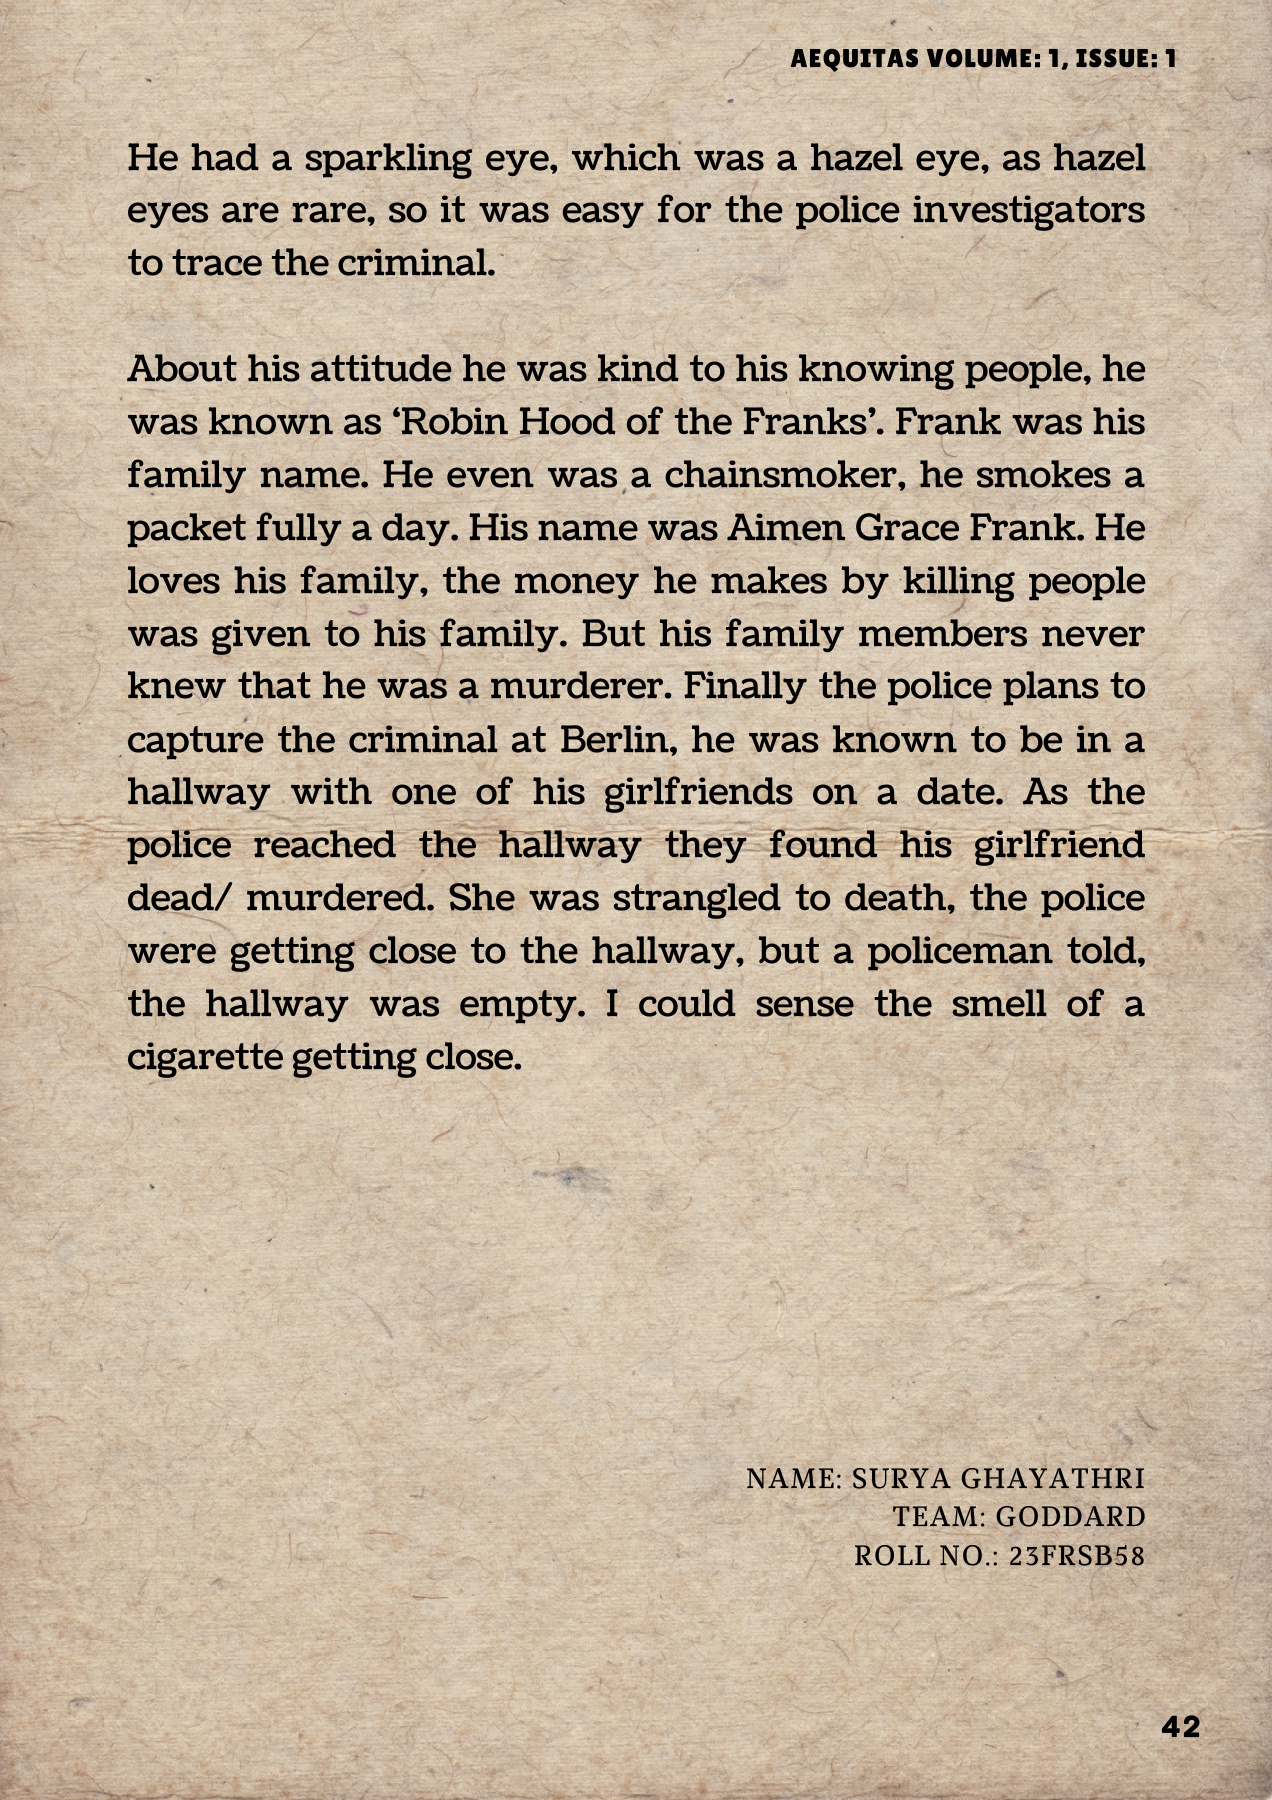 AEQUITAS VOLUME: 1, ISSUE: 1
He had a sparkling eye, which was a hazel eye, as hazel
eyes are rare, so it was easy for the police investigators
to trace the criminal.
About his attitude he was kind to his knowing people, he
was known as ‘Robin Hood of the Franks’. Frank was his
family name. He even was a chainsmoker, he smokes a
packet fully a day. His name was Aimen Grace Frank. He
loves his family, the money he makes by killing people
was given to his family. But his family members never
knew that he was a murderer. Finally the police plans to
capture the criminal at Berlin, he was known to be in a
hallway with one of his girlfriends on a date. As the
police reached the hallway they found his girlfriend
dead/ murdered. She was strangled to death, the police
were getting close to the hallway, but a policeman told,
the hallway was empty. I could sense the smell of a
cigarette getting close.
NAME: SURYA GHAYATHRI
TEAM: GODDARD
ROLL NO.: 23FRSB58
42